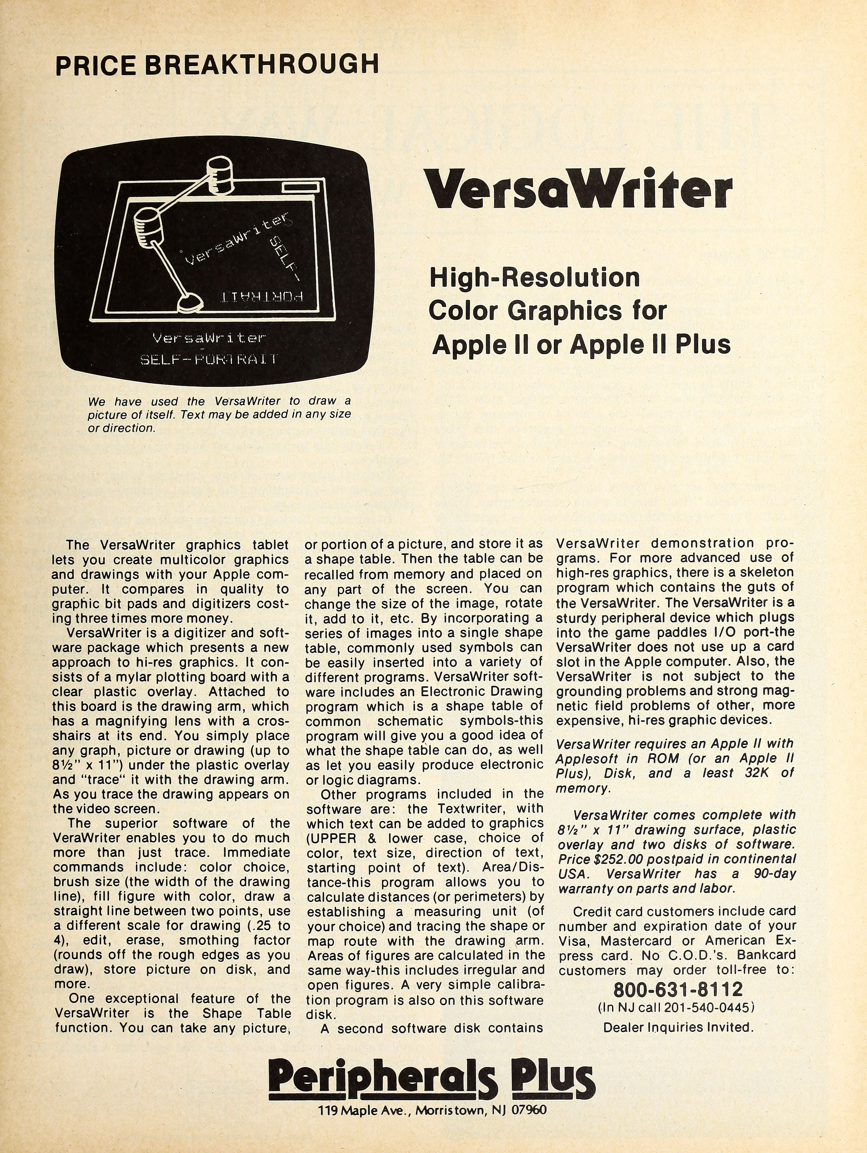 PRICE BREAKTHROUGH
VersaWriter
SELF-
PORTRAIT
VersaWriter
SELF-PORTRAIT
We have used the VersaWriter to draw a
picture of itself. Text may be added in any size
or direction.
VersaWriter
High-Resolution
Color Graphics for
Apple II or Apple II Plus
The VersaWriter graphics tablet
lets you create multicolor graphics
and drawings with your Apple com-
puter. It compares in quality to
graphic bit pads and digitizers cost-
ing three times more money.
VersaWriter is a digitizer and soft-
ware package which presents a new
approach to hi-res graphics. It con-
sists of a mylar plotting board with a
clear plastic overlay. Attached to
this board is the drawing arm, which
has a magnifying lens with a cros-
shairs at its end. You simply place
any graph, picture or drawing (up to
8½" x 11") under the plastic overlay
and "trace" it with the drawing arm.
As you trace the drawing appears on
the video screen.
The superior software of the
VeraWriter enables you to do much
more than just trace. Immediate
commands include: color choice,
brush size (the width of the drawing
line), fill figure with color, draw a
straight line between two points, use
a different scale for drawing (.25 to
4), edit, erase, smothing factor
(rounds off the rough edges as you
draw), store picture on disk, and
more.
One exceptional feature of the
VersaWriter is the Shape Table
function. You can take any picture,
or portion of a picture, and store it as
a shape table. Then the table can be
recalled from memory and placed on
any part of the screen. You can
change the size of the image, rotate
it, add to it, etc. By incorporating a
series of images into a single shape
table, commonly used symbols can
be easily inserted into a variety of
different programs. VersaWriter soft-
ware includes an Electronic Drawing
program which is a shape table of
common schematic symbols-this
program will give you a good idea of
what the shape table can do, as well
as let you easily produce electronic
or logic diagrams.
Other programs included in the
software are: the Textwriter, with
which text can be added to graphics
(UPPER & lower case, choice of
color, text size, direction of text,
starting point of text). Area/Dis-
tance-this program allows you to
calculate distances (or perimeters) by
establishing a measuring unit (of
your choice) and tracing the shape or
map route with the drawing arm.
Areas of figures are calculated in the
same way-this includes irregular and
open figures. A very simple calibra-
tion program is also on this software
disk.
A second software disk contains
VersaWriter demonstration pro-
grams. For more advanced use of
high-res graphics, there is a skeleton
program which contains the guts of
the VersaWriter. The VersaWriter is a
sturdy peripheral device which plugs
into the game paddles I/O port-the
VersaWriter does not use up a card
slot in the Apple computer. Also, the
VersaWriter is not subject to the
grounding problems and strong mag-
netic field problems of other, more
expensive, hi-res graphic devices.
VersaWriter requires an Apple II with
Applesoft in ROM (or an Apple II
Plus), Disk, and a least 32K of
memory.
VersaWriter comes complete with
8½" x 11" drawing surface, plastic
overlay and two disks of software.
Price $252.00 postpaid in continental
USA. VersaWriter has a 90-day
warranty on parts and labor.
Credit card customers include card
number and expiration date of your
Visa, Mastercard or American Ex-
press card. No C.O.D.'s. Bankcard
customers may order toll-free to:
800-631-8112
(In NJ call 201-540-0445)
Dealer Inquiries Invited.
Peripherals Plus
119 Maple Ave., Morristown, NJ 07960